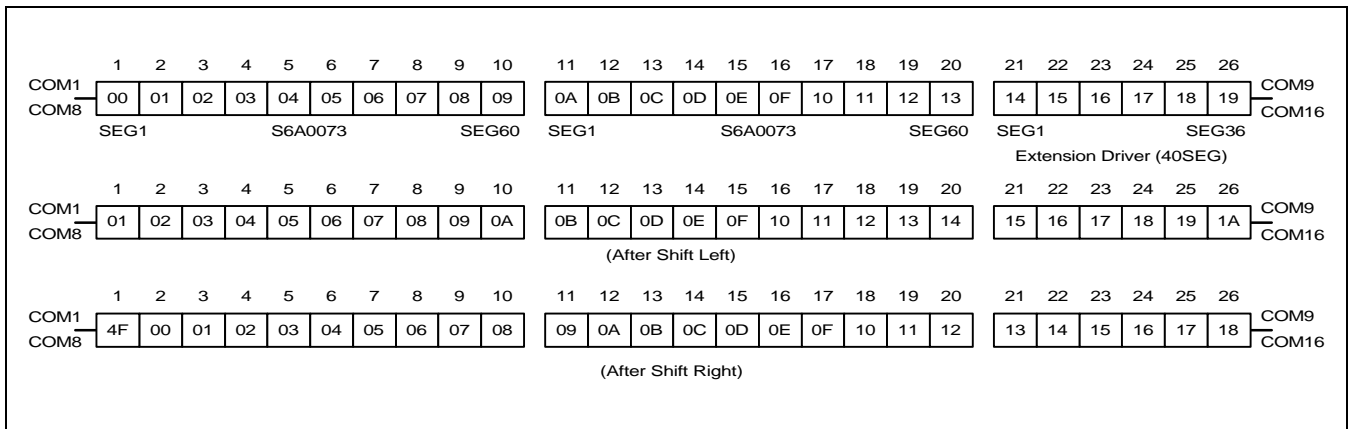 1 2 3 4 5 6 7 8 9 10 11 12 13 14 15 16 17 18 19 20 21 22 23 24 25 26
COM1 COM9
00 01 02 03 04 05 06 07 08 09 0A 0B 0C 0D 0E 0F 10 11 12 13 14 15 16 17 18 19
COM8 COM16
SEG1 S6A0073 SEG60 SEG1 S6A0073 SEG60 SEG1 SEG36
Extension Driver (40SEG)
1 2 3 4 5 6 7 8 9 10 11 12 13 14 15 16 17 18 19 20 21 22 23 24 25 26
COM1 COM9
01 02 03 04 05 06 07 08 09 0A 0B 0C 0D 0E 0F 10 11 12 13 14 15 16 17 18 19 1A
COM8 COM16
(After Shift Left)
1 2 3 4 5 6 7 8 9 10 11 12 13 14 15 16 17 18 19 20 21 22 23 24 25 26
COM1 COM9
4F 00 01 02 03 04 05 06 07 08 09 0A 0B 0C 0D 0E 0F 10 11 12 13 14 15 16 17 18
COM8 COM16
(After Shift Right)